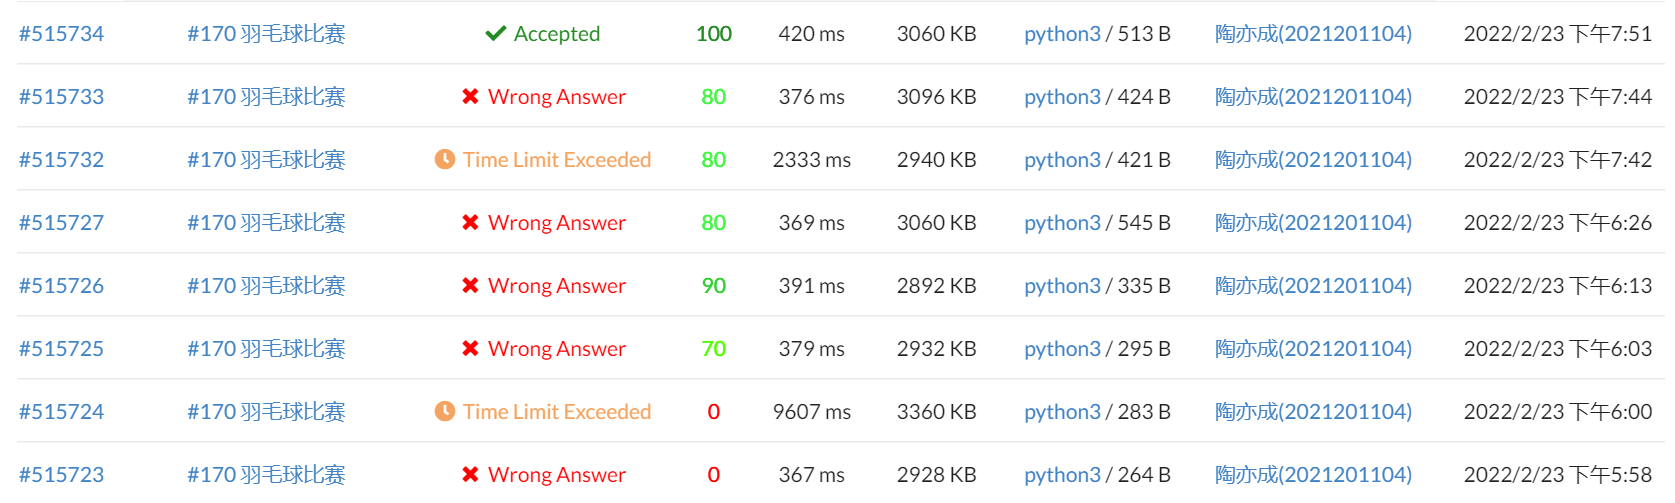 #515734 #170 羽毛球比赛 Accepted 100 420 ms 3060 KB python3 / 513 B 陶亦成(2021201104) 2022/2/23 下午7:51
#515733 #170 羽毛球比赛 Wrong Answer 80 376 ms 3096 KB python3 / 424 B 陶亦成(2021201104) 2022/2/23 下午7:44
#515732 #170 羽毛球比赛 Time Limit Exceeded 80 2333 ms 2940 KB python3 / 421 B 陶亦成(2021201104) 2022/2/23 下午7:42
#515727 #170 羽毛球比赛 Wrong Answer 80 369 ms 3060 KB python3 / 545 B 陶亦成(2021201104) 2022/2/23 下午6:26
#515726 #170 羽毛球比赛 Wrong Answer 90 391 ms 2892 KB python3 / 335 B 陶亦成(2021201104) 2022/2/23 下午6:13
#515725 #170 羽毛球比赛 Wrong Answer 70 379 ms 2932 KB python3 / 295 B 陶亦成(2021201104) 2022/2/23 下午6:03
#515724 #170 羽毛球比赛 Time Limit Exceeded 0 9607 ms 3360 KB python3 / 283 B 陶亦成(2021201104) 2022/2/23 下午6:00
#515723 #170 羽毛球比赛 Wrong Answer 0 367 ms 2928 KB python3 / 264 B 陶亦成(2021201104) 2022/2/23 下午5:58